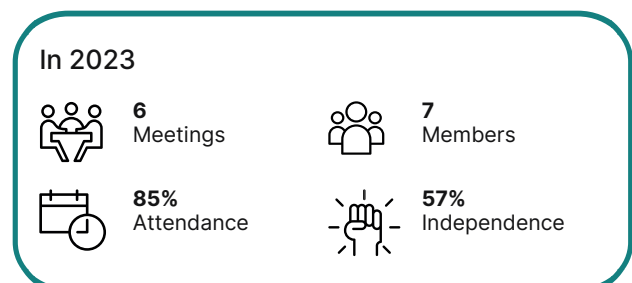 In 2023
6
Meetings
7
Members
85%
Attendance
57%
Independence